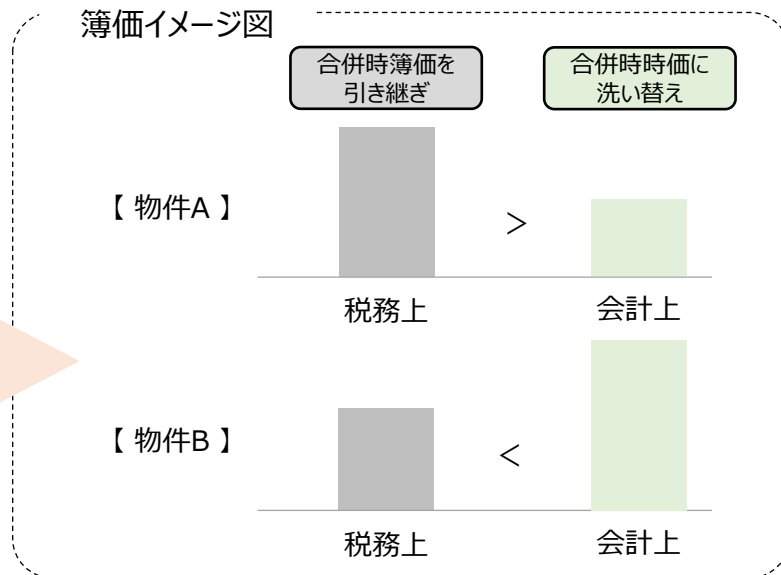 簿価イメージ図
合併時簿価を
引き継ぎ
合併時時価に
洗い替え
【 物件A 】
>
税務上
会計上
【 物件B 】
<
税務上
会計上